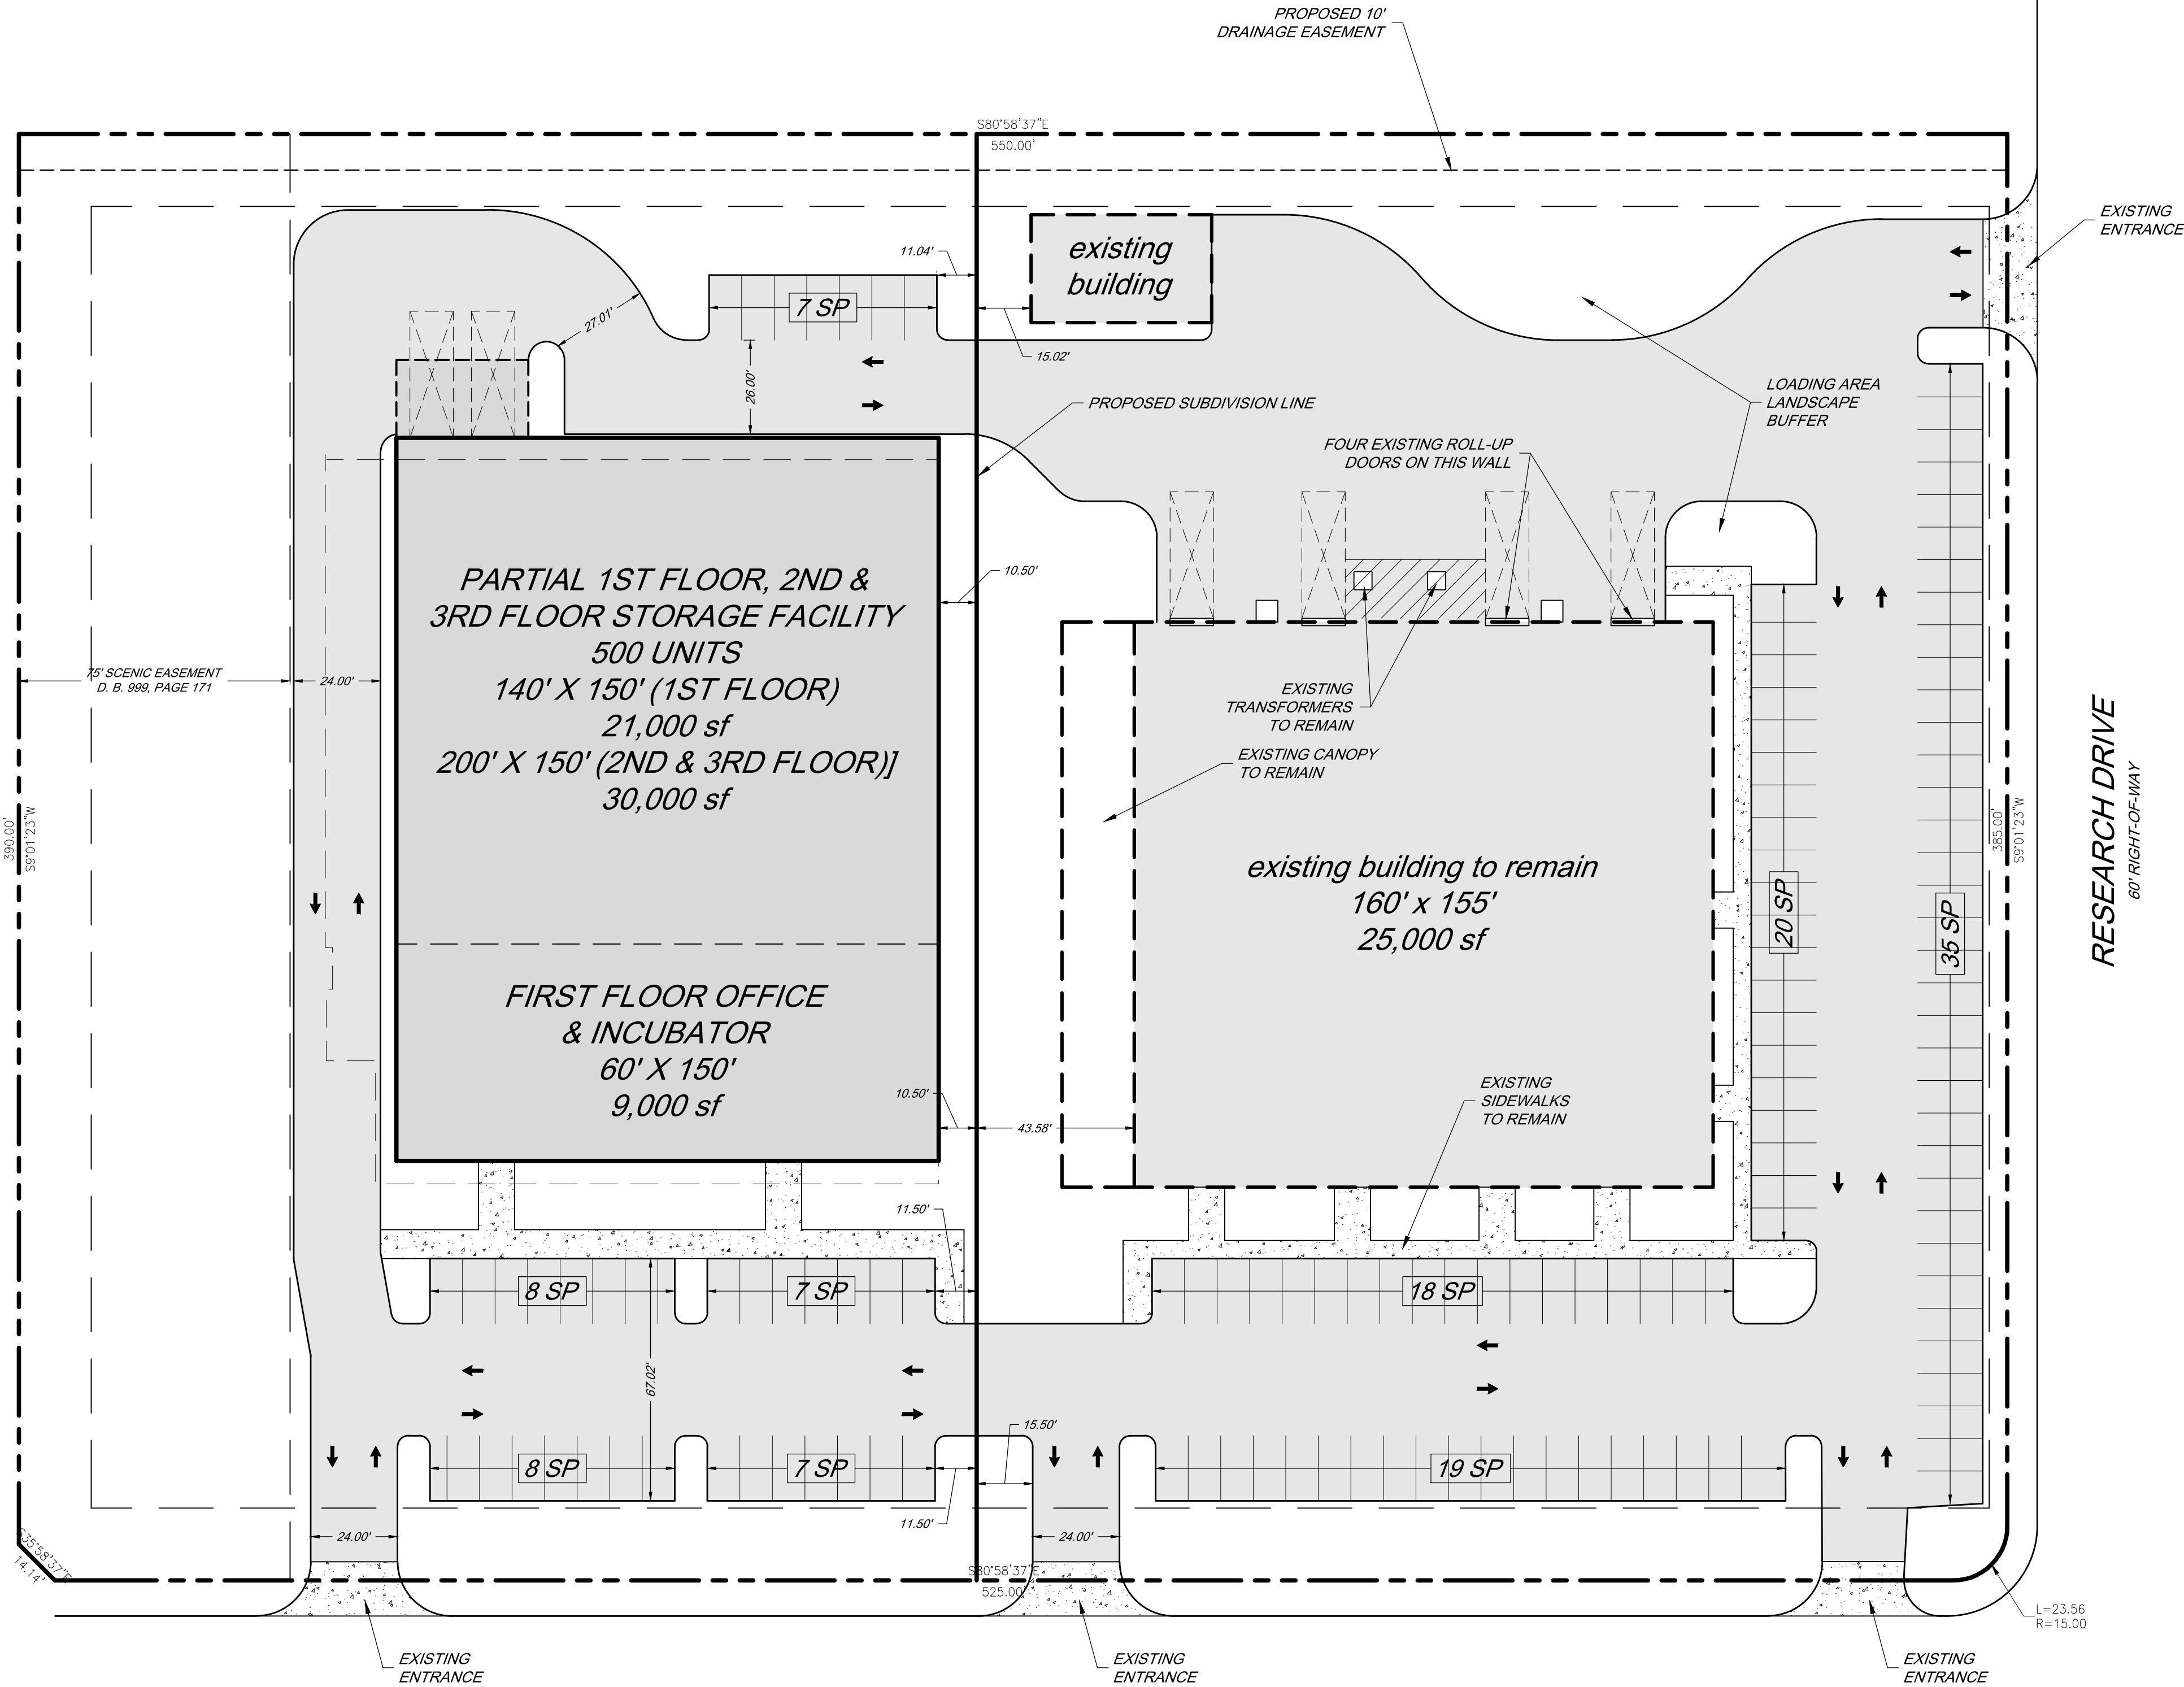 PROPOSED 10'
DRAINAGE EASEMENT
S80°58'37"E
550.00'
EXISTING
ENTRANCE
11.04'
existing
building
7 SP
27.01'
15.02'
26.00'
PROPOSED SUBDIVISION LINE
LOADING AREA
LANDSCAPE
BUFFER
FOUR EXISTING ROLL-UP
DOORS ON THIS WALL
10.50'
PARTIAL 1ST FLOOR, 2ND &
3RD FLOOR STORAGE FACILITY
500 UNITS
140' X 150' (1ST FLOOR)
21,000 sf
200' X 150' (2ND & 3RD FLOOR)]
30,000 sf
75' SCENIC EASEMENT
D. B. 999, PAGE 171
24.00'
EXISTING
TRANSFORMERS
TO REMAIN
EXISTING CANOPY
TO REMAIN
existing building to remain
160' x 155'
25,000 sf
20 SP
35 SP
390.00'
S9°01'23"W
385.00'
S9°01'23"W
RESEARCH DRIVE
60' RIGHT-OF-WAY
FIRST FLOOR OFFICE
& INCUBATOR
60' X 150'
9,000 sf
10.50'
43.58'
EXISTING
SIDEWALKS
TO REMAIN
11.50'
8 SP
7 SP
18 SP
67.02'
15.50'
8 SP
7 SP
19 SP
11.50'
24.00'
24.00'
S35°58'37"E
14.14'
S80°58'37"E
525.00'
L=23.56
R=15.00
EXISTING
ENTRANCE
EXISTING
ENTRANCE
EXISTING
ENTRANCE